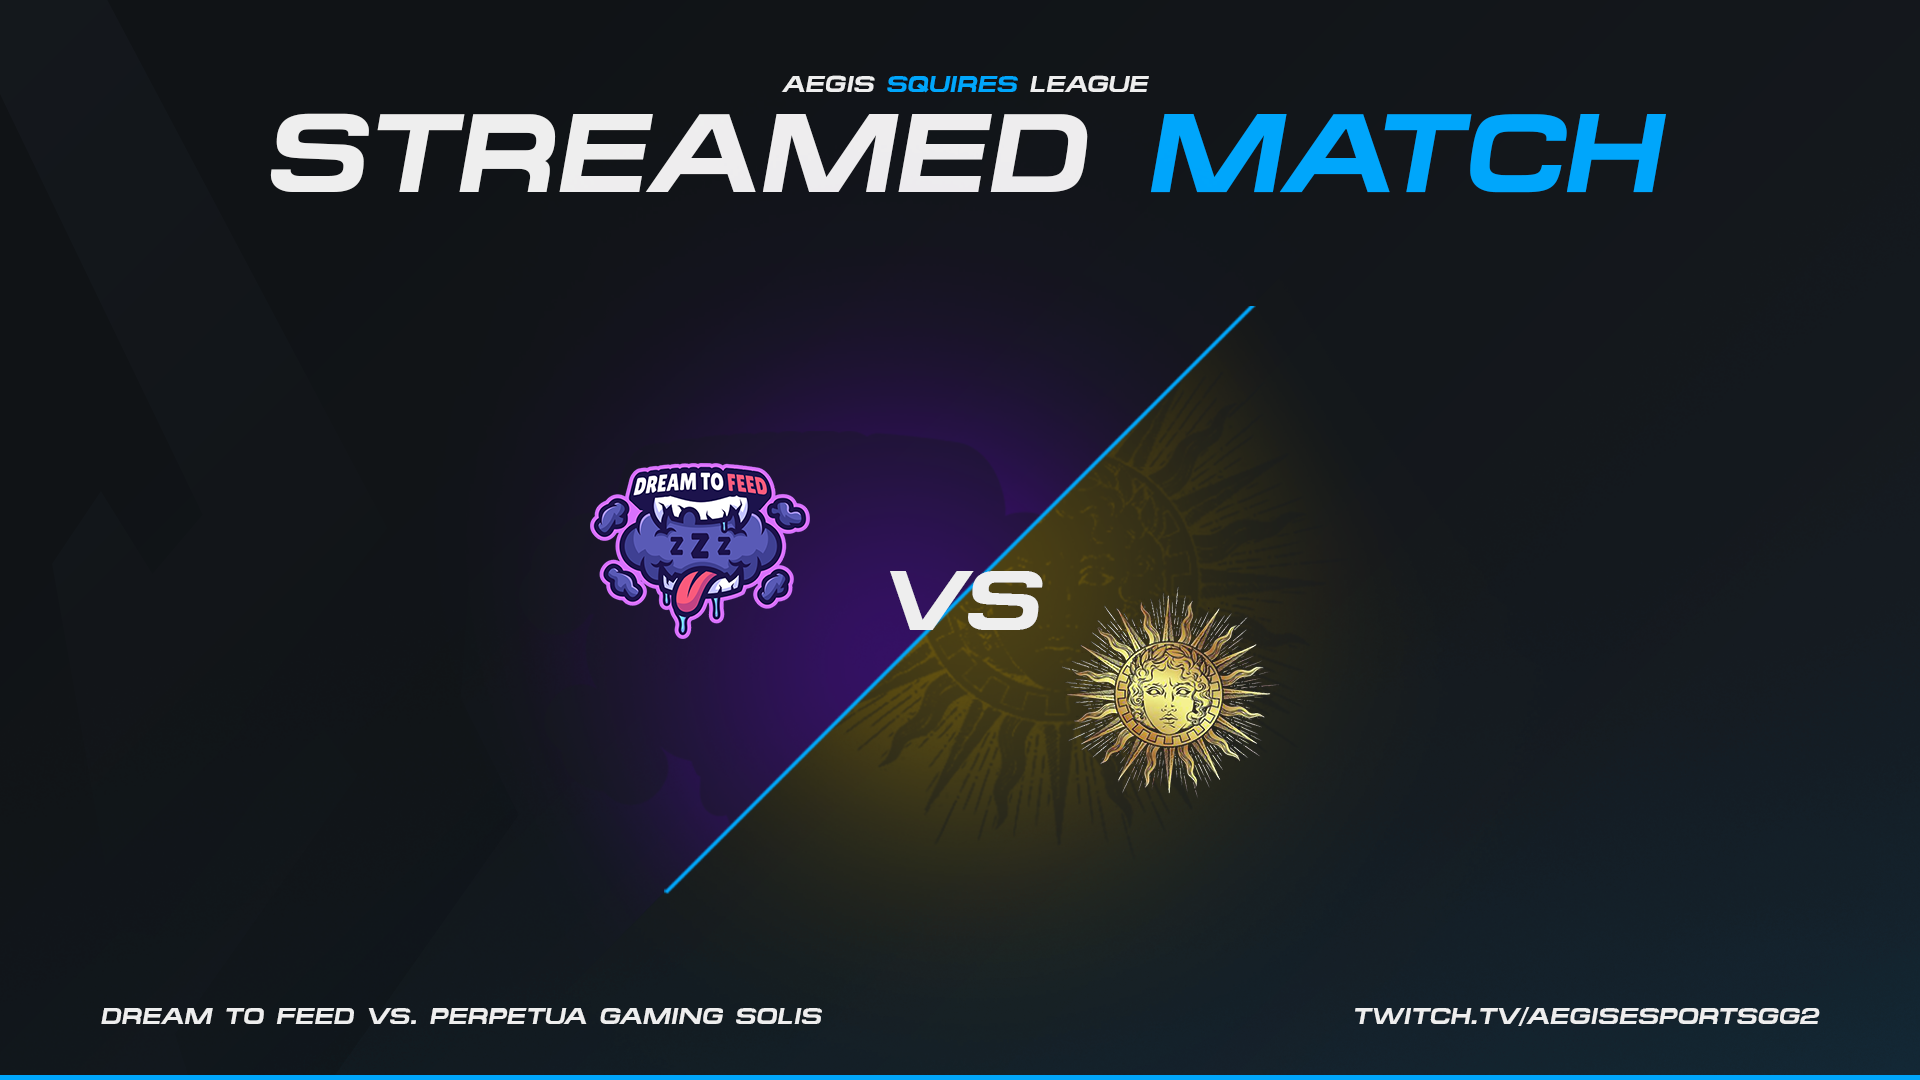 AEGIS SQUIRES LEAGUE
STREAMED MATCH
DREAM TO FEED
Z Z Z
VS
DREAM TO FEED VS. PERPETUA GAMING SOLIS
TWITCH.TV/AEGISESPORTSGG2